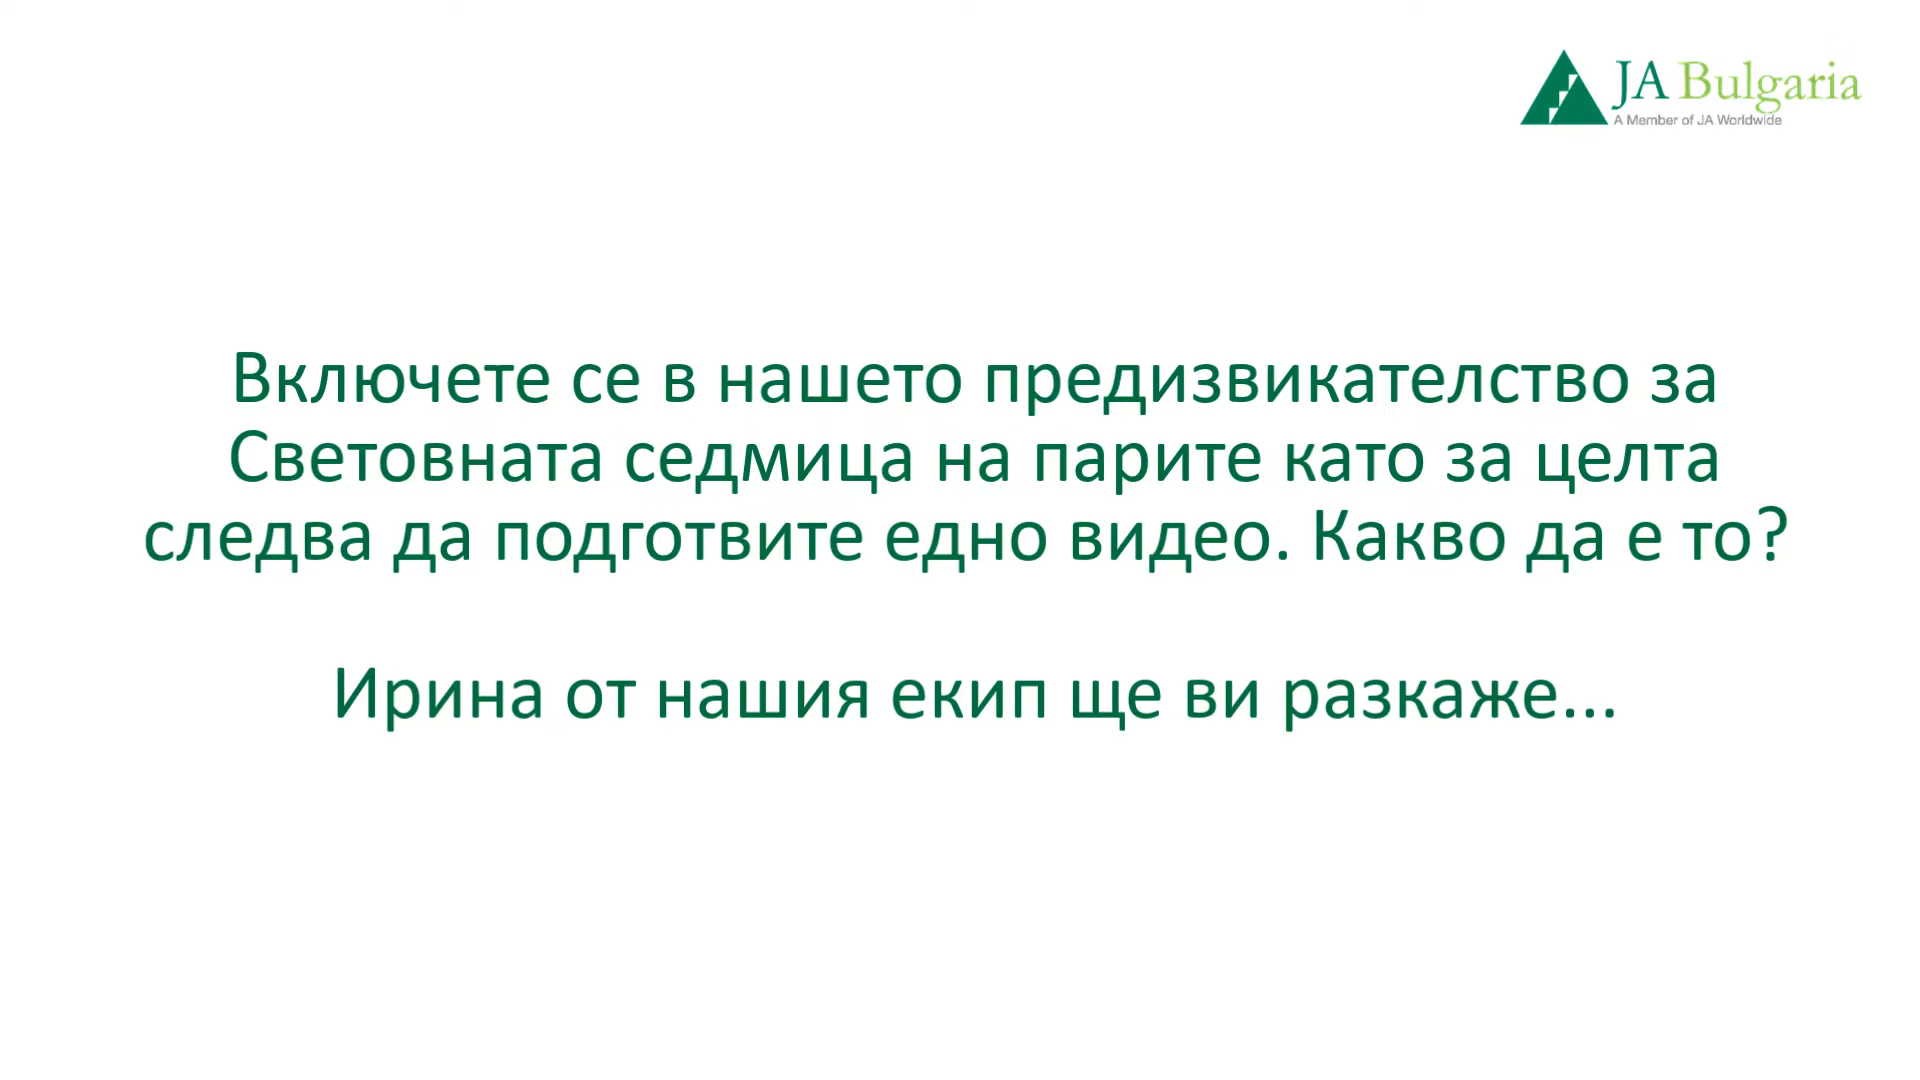 JA Bulgaria
A Member of JA Worldwide
Включете се в нашето предизвикателство за
Световната седмица на парите като за целта
следва да подготвите едно видео. Какво да е то?
Ирина от нашия екип ще ви разкаже...